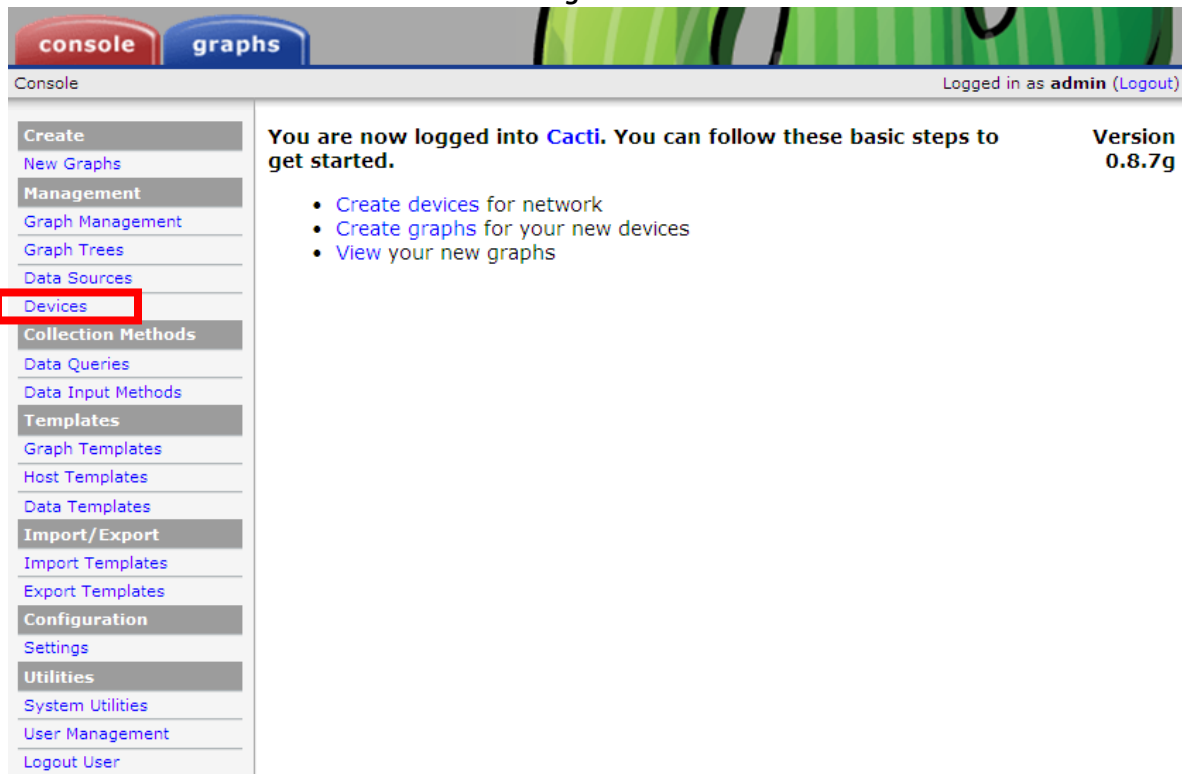 console graphs
Console Logged in as admin (Logout)
Create
New Graphs
Management
Graph Management
Graph Trees
Data Sources
Devices
Collection Methods
Data Queries
Data Input Methods
Templates
Graph Templates
Host Templates
Data Templates
Import/Export
Import Templates
Export Templates
Configuration
Settings
Utilities
System Utilities
User Management
Logout User
You are now logged into Cacti. You can follow these basic steps to
get started.
Version
0.8.7g
• Create devices for network
• Create graphs for your new devices
• View your new graphs